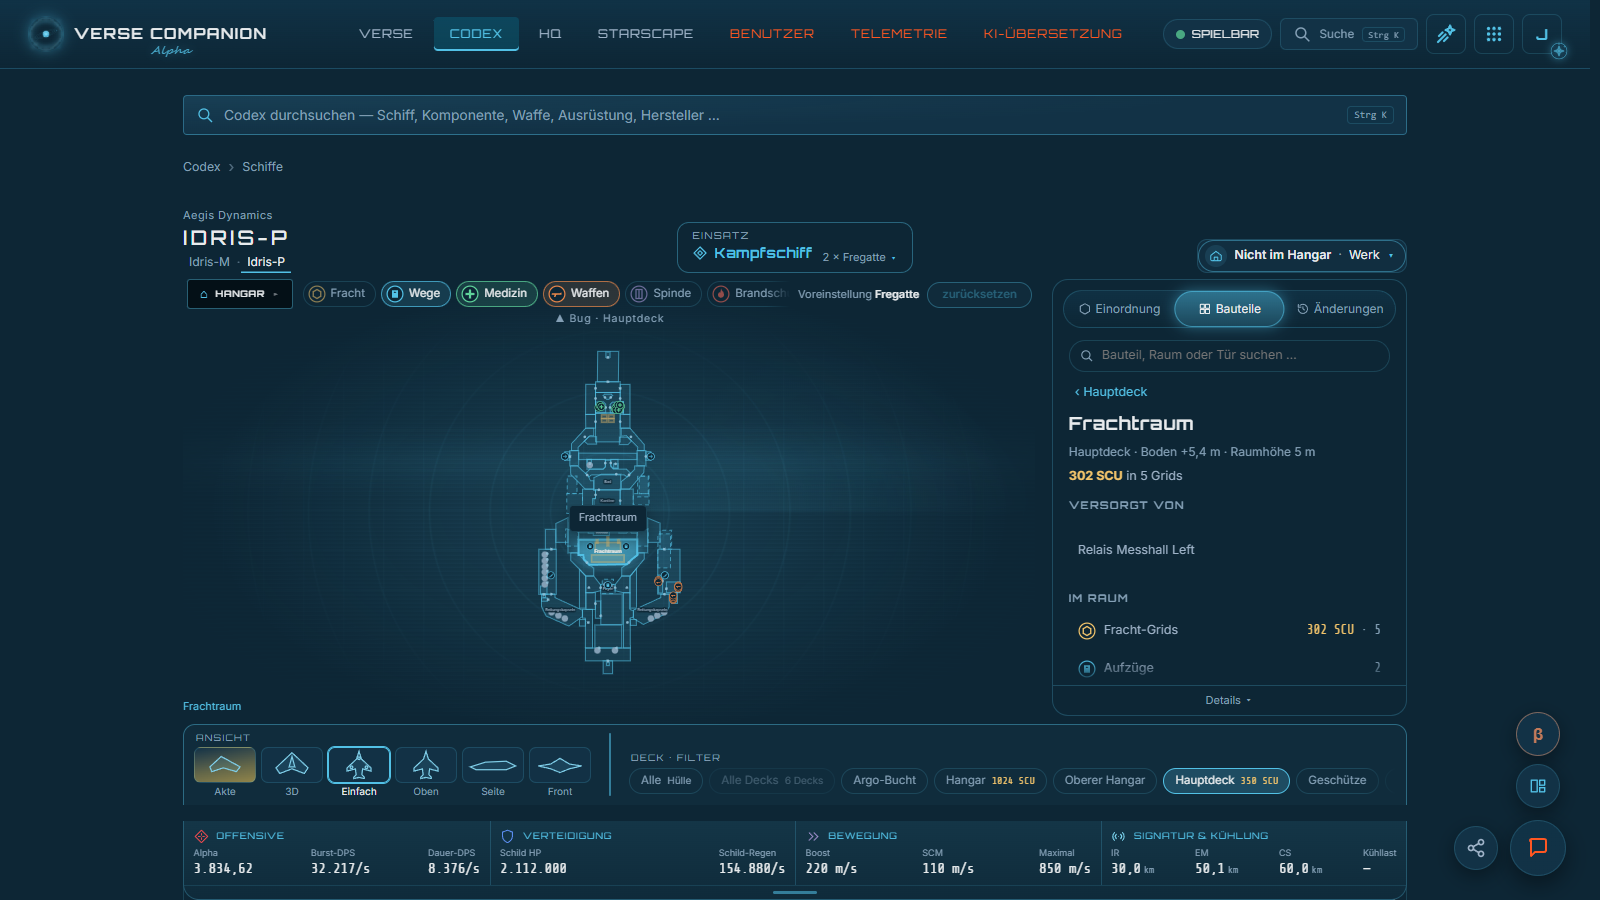 VERSE COMPANION
Alpha
VERSE
CODEX
HQ
STARSCAPE
BENUTZER
TELEMETRIE
KI-ÜBERSETZUNG
SPIELBAR
Suche
Strg K
J
Codex durchsuchen — Schiff, Komponente, Waffe, Ausrüstung, Hersteller ...
Strg K
Codex › Schiffe
Aegis Dynamics
IDRIS-P
Idris-M · Idris-P
EINSATZ
Kampfschiff
2 × Fregatte
Nicht im Hangar · Werk
HANGAR
Fracht
Wege
Medizin
Waffen
Spinde
Brandsch
Voreinstellung Fregatte
zurücksetzen
▲ Bug · Hauptdeck
Frachtraum
Frachtraum
Einordnung
Bauteile
Änderungen
Bauteil, Raum oder Tür suchen ...
‹ Hauptdeck
Frachtraum
Hauptdeck · Boden +5,4 m · Raumhöhe 5 m
302 SCU in 5 Grids
VERSORGT VON
Relais Messhall Left
IM RAUM
Fracht-Grids
302 SCU · 5
Aufzüge
2
Details
Frachtraum
ANSICHT
Akte
3D
Einfach
Oben
Seite
Front
DECK · FILTER
Alle Hülle
Alle Decks 6 Decks
Argo-Bucht
Hangar 1024 SCU
Oberer Hangar
Hauptdeck 350 SCU
Geschütze
β
OFFENSIVE
Alpha
3.834,62
Burst-DPS
32.217/s
Dauer-DPS
8.376/s
VERTEIDIGUNG
Schild HP
2.112.000
Schild-Regen
154.880/s
BEWEGUNG
Boost
220 m/s
SCM
110 m/s
Maximal
850 m/s
SIGNATUR & KÜHLUNG
IR
30,0 km
EM
50,1 km
CS
60,0 km
Kühllast
—